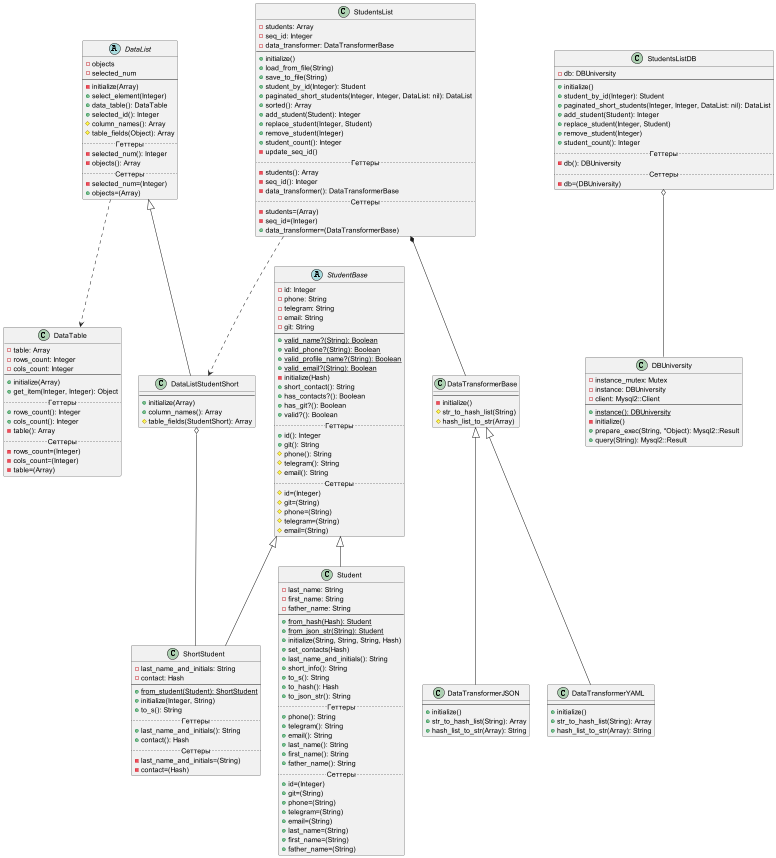 A DataList
objects
selected_num
initialize(Array)
select_element(Integer)
data_table(): DataTable
selected_id(): Integer
column_names(): Array
table_fields(Object): Array
Геттеры
selected_num(): Integer
objects(): Array
Сеттеры
selected_num=(Integer)
objects=(Array)
C StudentsList
students: Array
seq_id: Integer
data_transformer: DataTransformerBase
initialize()
load_from_file(String)
save_to_file(String)
student_by_id(Integer): Student
paginated_short_students(Integer, Integer, DataList: nil): DataList
sorted(): Array
add_student(Student): Integer
replace_student(Integer, Student)
remove_student(Integer)
student_count(): Integer
update_seq_id()
Геттеры
students(): Array
seq_id(): Integer
data_transformer(): DataTransformerBase
Сеттеры
students=(Array)
seq_id=(Integer)
data_transformer=(DataTransformerBase)
C StudentsListDB
db: DBUniversity
initialize()
student_by_id(Integer): Student
paginated_short_students(Integer, Integer, DataList: nil): DataList
add_student(Student): Integer
replace_student(Integer, Student)
remove_student(Integer)
student_count(): Integer
Геттеры
db(): DBUniversity
Сеттеры
db=(DBUniversity)
C DataTable
table: Array
rows_count: Integer
cols_count: Integer
initialize(Array)
get_item(Integer, Integer): Object
Геттеры
rows_count(): Integer
cols_count(): Integer
table(): Array
Сеттеры
rows_count=(Integer)
cols_count=(Integer)
table=(Array)
C DataListStudentShort
initialize(Array)
column_names(): Array
table_fields(StudentShort): Array
A StudentBase
id: Integer
phone: String
telegram: String
email: String
git: String
valid_name?(String): Boolean
valid_phone?(String): Boolean
valid_profile_name?(String): Boolean
valid_email?(String): Boolean
initialize(Hash)
short_contact(): String
has_contacts?(): Boolean
has_git?(): Boolean
valid?(): Boolean
Геттеры
id(): Integer
git(): String
phone(): String
telegram(): String
email(): String
Сеттеры
id=(Integer)
git=(String)
phone=(String)
telegram=(String)
email=(String)
C DataTransformerBase
initialize()
str_to_hash_list(String)
hash_list_to_str(Array)
C DBUniversity
instance_mutex: Mutex
instance: DBUniversity
client: Mysql2::Client
instance(): DBUniversity
initialize()
prepare_exec(String, *Object): Mysql2::Result
query(String): Mysql2::Result
C ShortStudent
last_name_and_initials: String
contact: Hash
from_student(Student): ShortStudent
initialize(Integer, String)
to_s(): String
Геттеры
last_name_and_initials(): String
contact(): Hash
Сеттеры
last_name_and_initials=(String)
contact=(Hash)
C Student
last_name: String
first_name: String
father_name: String
from_hash(Hash): Student
from_json_str(String): Student
initialize(String, String, String, Hash)
set_contacts(Hash)
last_name_and_initials(): String
short_info(): String
to_s(): String
to_hash(): Hash
to_json_str(): String
Геттеры
phone(): String
telegram(): String
email(): String
last_name(): String
first_name(): String
father_name(): String
Сеттеры
id=(Integer)
git=(String)
phone=(String)
telegram=(String)
email=(String)
last_name=(String)
first_name=(String)
father_name=(String)
C DataTransformerJSON
initialize()
str_to_hash_list(String): Array
hash_list_to_str(Array): String
C DataTransformerYAML
initialize()
str_to_hash_list(String): Array
hash_list_to_str(Array): String